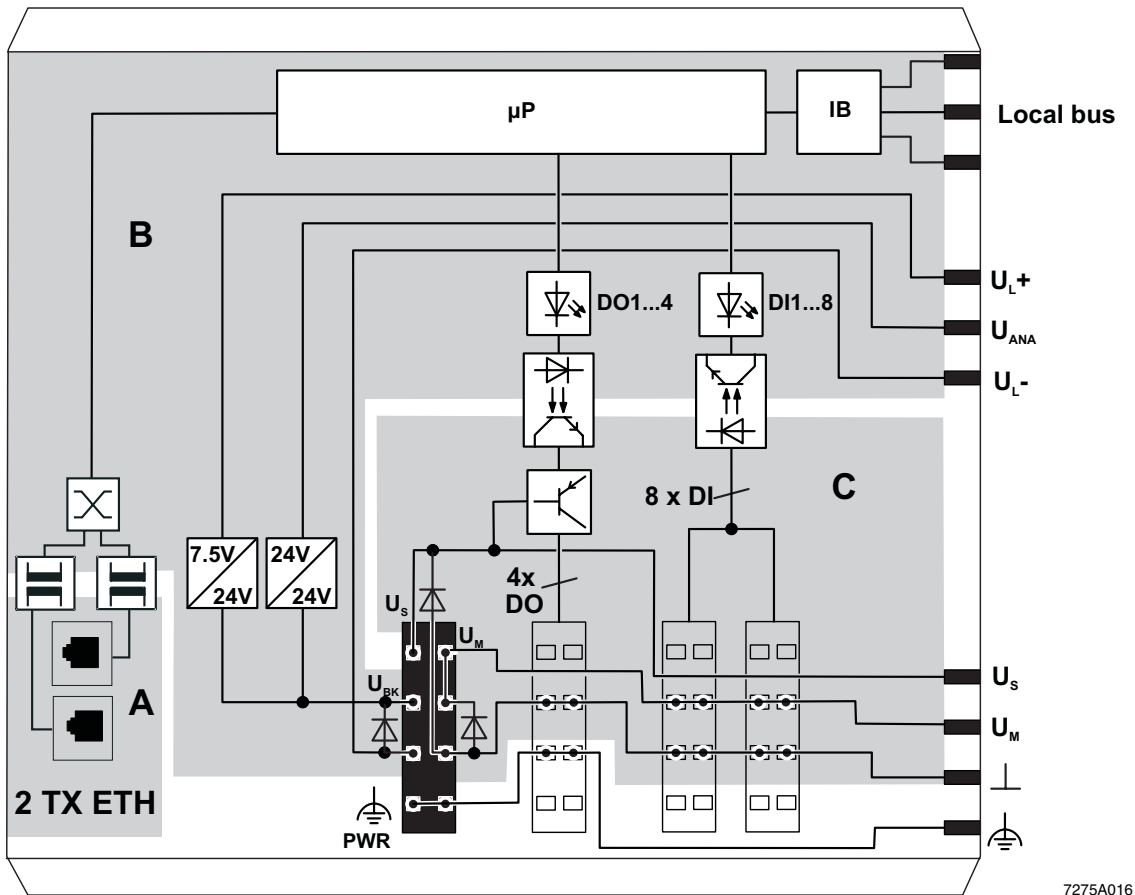 µP
IB
Local bus
B
U_L+
DO1...4
DI1...8
U_ANA
U_L-
C
8 x DI
7.5V
24V
24V
24V
4x
DO
U_S
U_M
U_S
U_BK
A
U_M
2 TX ETH
PWR
7275A016